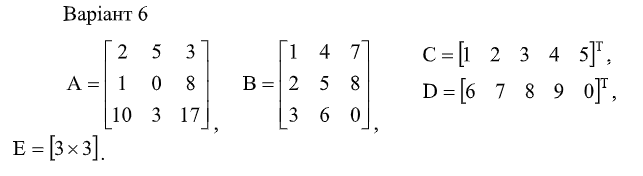 Варіант 6
A = [2 5 3; 1 0 8; 10 3 17], B = [1 4 7; 2 5 8; 3 6 0], C = [1 2 3 4 5]ᵀ,
D = [6 7 8 9 0]ᵀ,
E = [3×3].